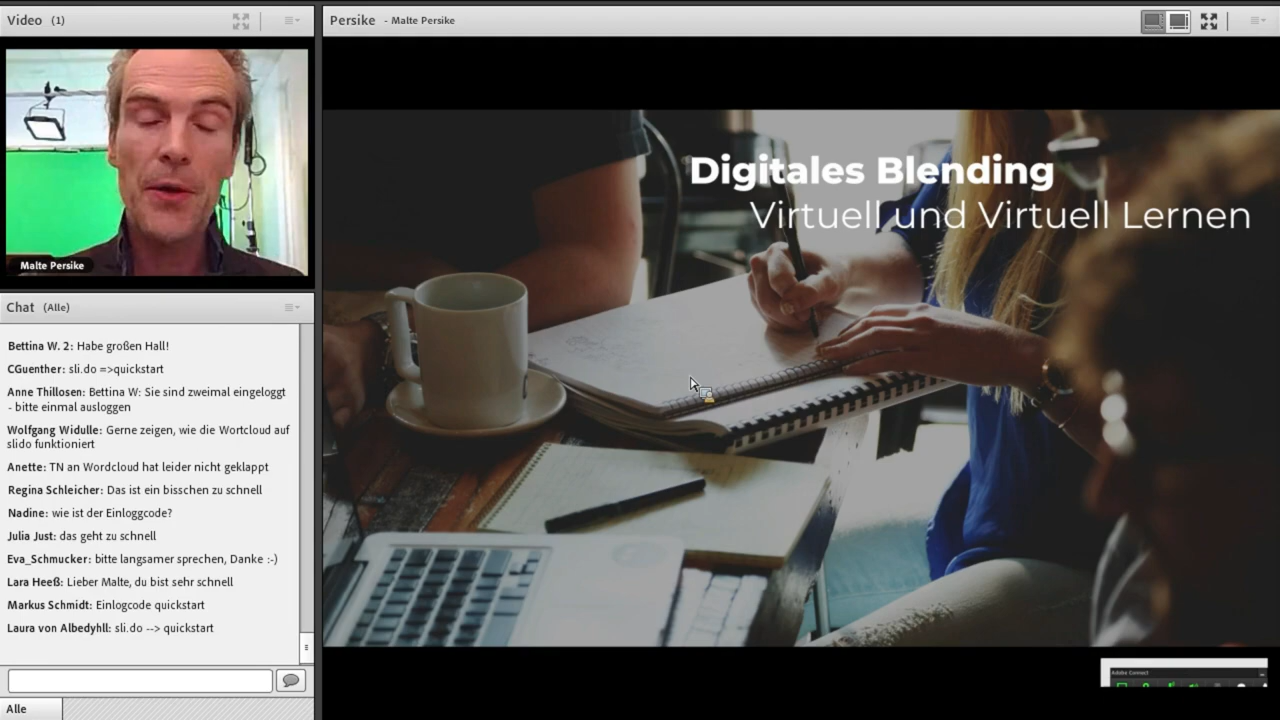 Video (1)
Malte Persike
Chat (Alle)
Bettina W. 2: Habe großen Hall!
CGuenther: sli.do =>quickstart
Anne Thillosen: Bettina W: Sie sind zweimal eingeloggt
- bitte einmal ausloggen
Wolfgang Widulle: Gerne zeigen, wie die Wortcloud auf
slido funktioniert
Anette: TN an Wordcloud hat leider nicht geklappt
Regina Schleicher: Das ist ein bisschen zu schnell
Nadine: wie ist der Einloggcode?
Julia Just: das geht zu schnell
Eva_Schmucker: bitte langsamer sprechen, Danke :-)
Lara Heeß: Lieber Malte, du bist sehr schnell
Markus Schmidt: Einlogcode quickstart
Laura von Albedyhll: sli.do --> quickstart
Alle
Persike - Malte Persike
Digitales Blending
Virtuell und Virtuell Lernen
Adobe Connect